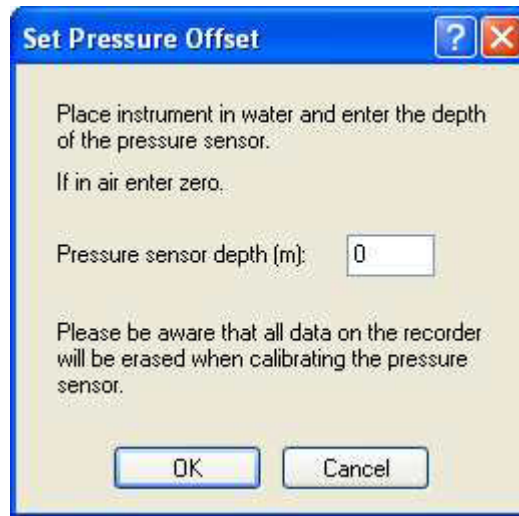 Set Pressure Offset
?
X
Place instrument in water and enter the depth
of the pressure sensor.
If in air enter zero.
Pressure sensor depth (m): 0
Please be aware that all data on the recorder
will be erased when calibrating the pressure
sensor.
OK Cancel